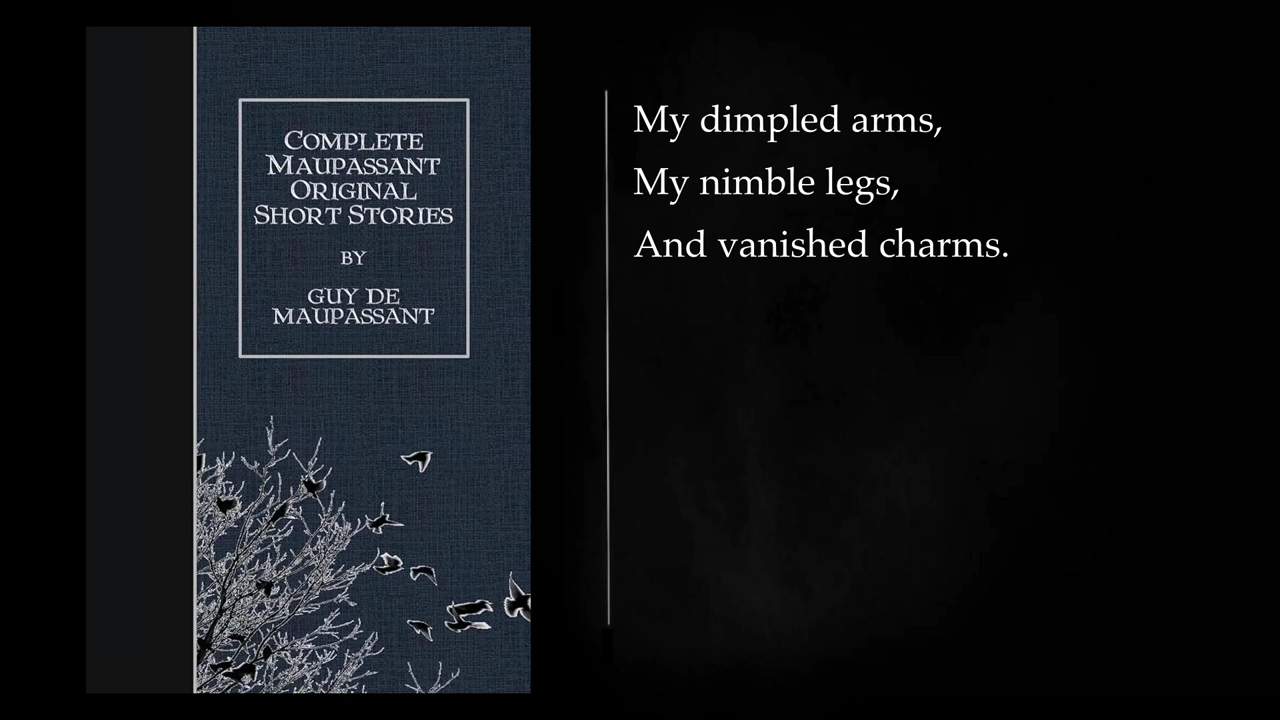 COMPLETE
MAUPASSANT
ORIGINAL
SHORT STORIES
BY
GUY DE
MAUPASSANT
My dimpled arms,
My nimble legs,
And vanished charms.